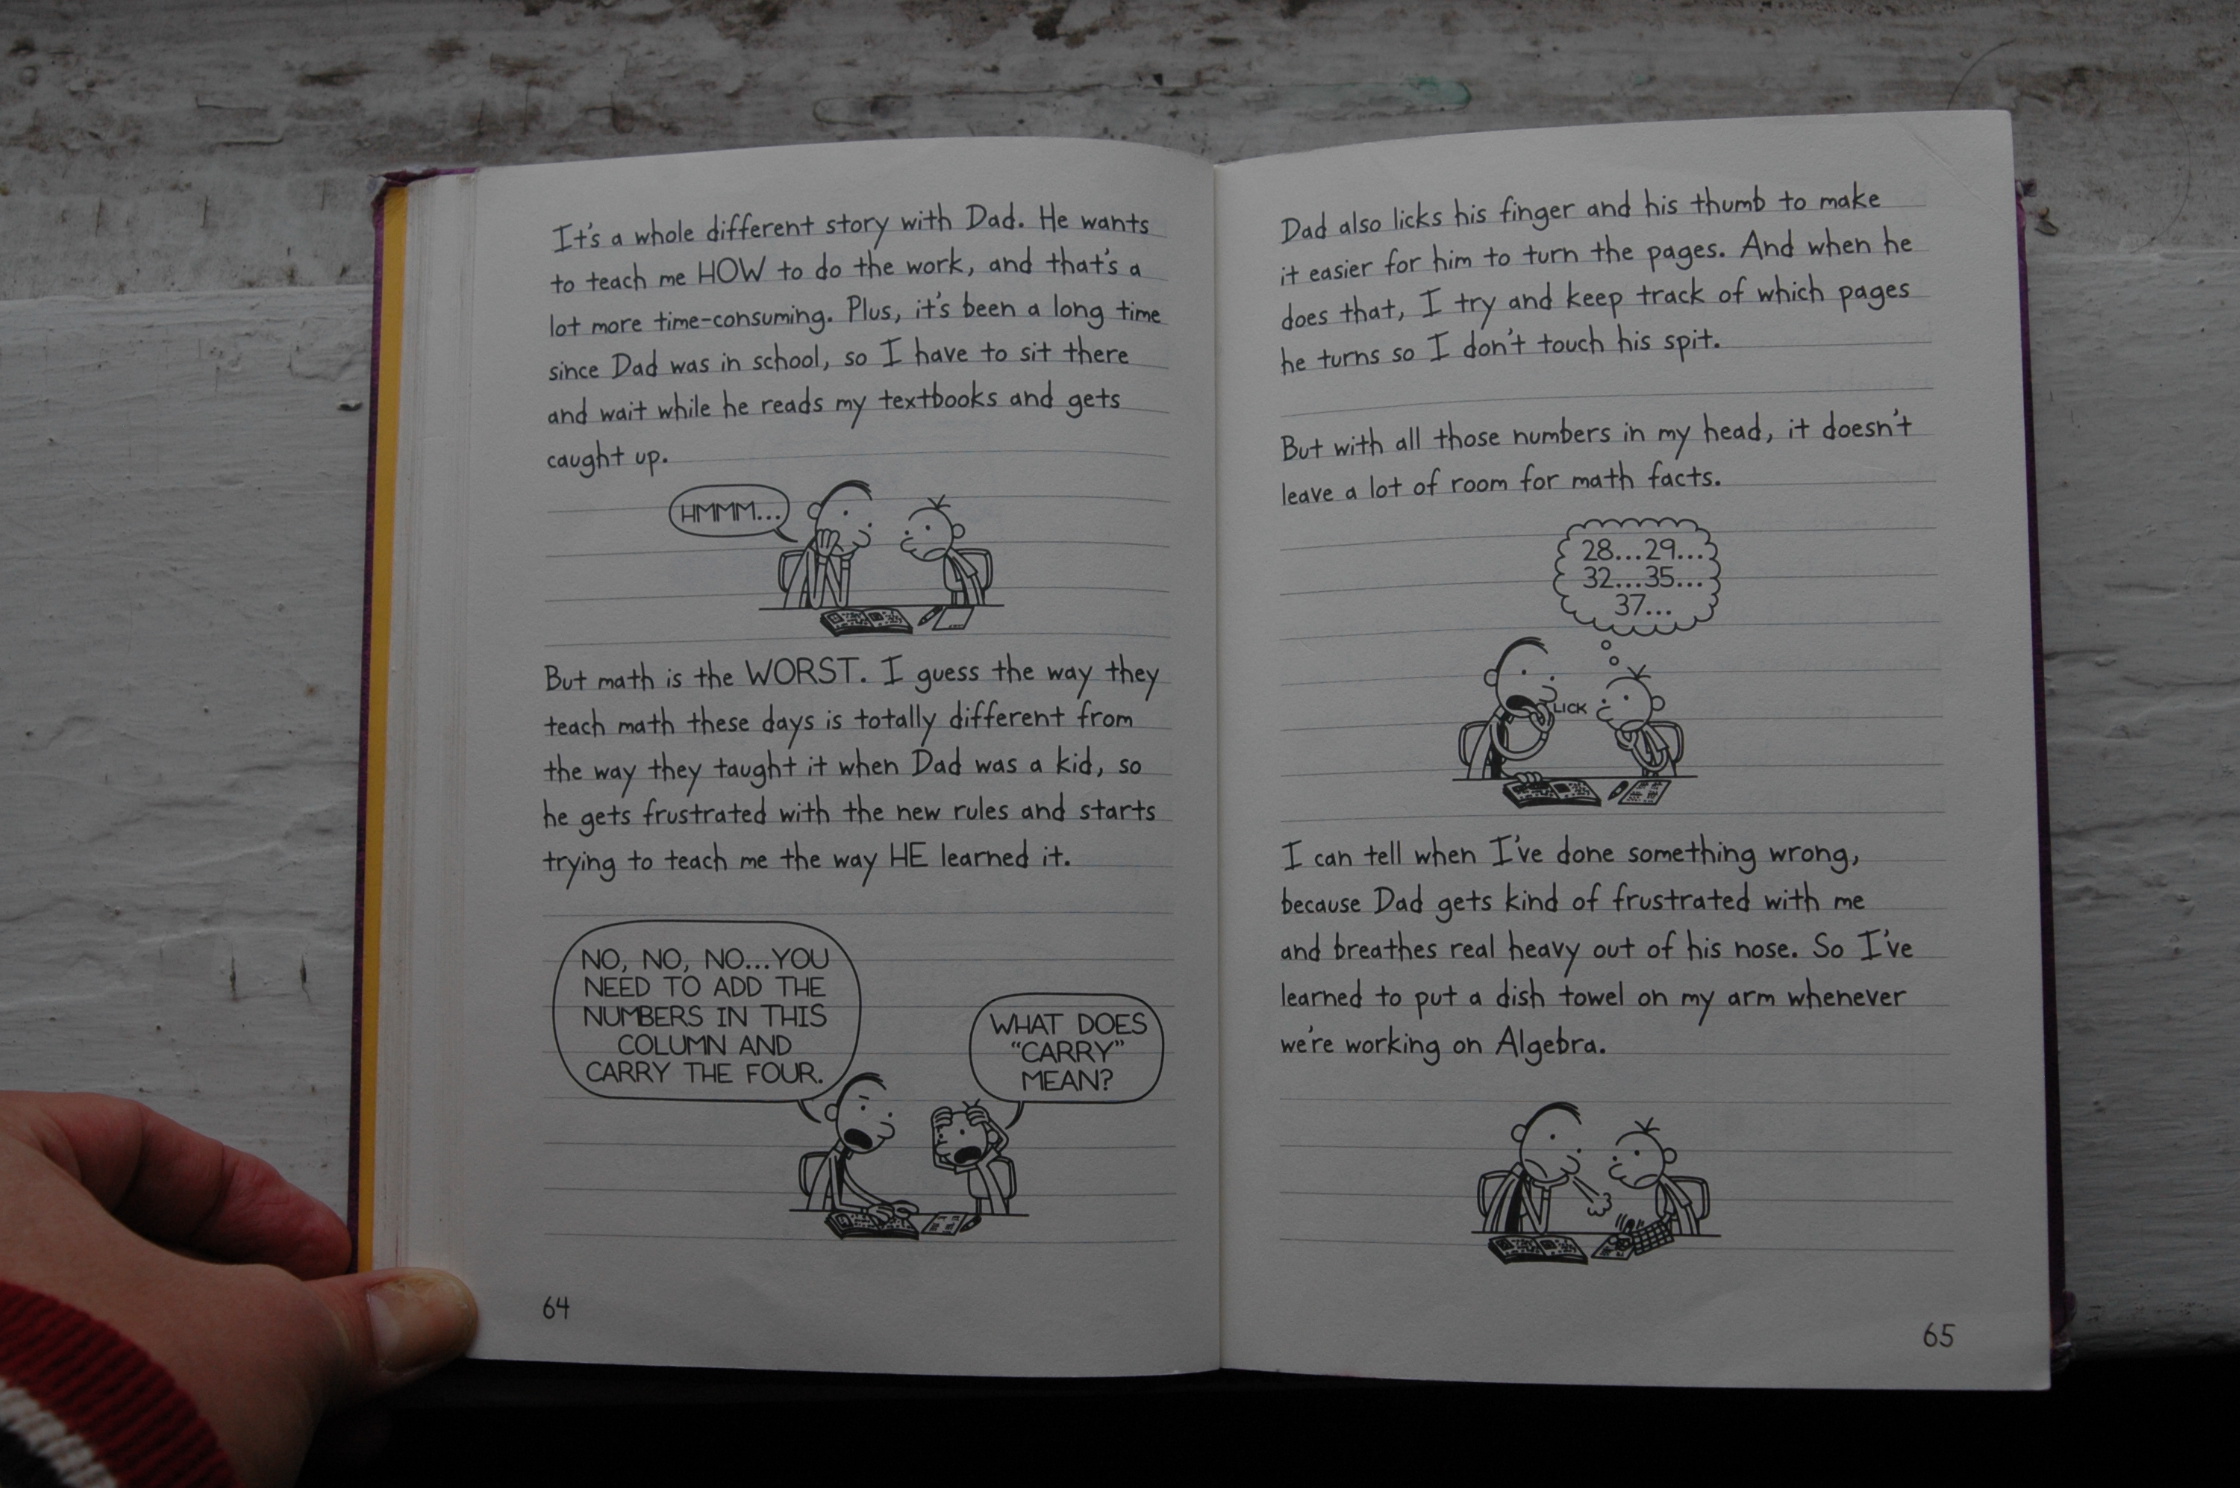 It's a whole different story with Dad. He wants
to teach me HOW to do the work, and that's a
lot more time-consuming. Plus, it's been a long time
since Dad was in school, so I have to sit there
and wait while he reads my textbooks and gets
caught up.
HMMM...
But math is the WORST. I guess the way they
teach math these days is totally different from
the way they taught it when Dad was a kid, so
he gets frustrated with the new rules and starts
trying to teach me the way HE learned it.
NO, NO, NO...YOU
NEED TO ADD THE
NUMBERS IN THIS
COLUMN AND
CARRY THE FOUR.
WHAT DOES
"CARRY"
MEAN?
64
Dad also licks his finger and his thumb to make
it easier for him to turn the pages. And when he
does that, I try and keep track of which pages
he turns so I don't touch his spit.
But with all those numbers in my head, it doesn't
leave a lot of room for math facts.
28...29...
32...35...
37...
LICK
I can tell when I've done something wrong,
because Dad gets kind of frustrated with me
and breathes real heavy out of his nose. So I've
learned to put a dish towel on my arm whenever
we're working on Algebra.
65